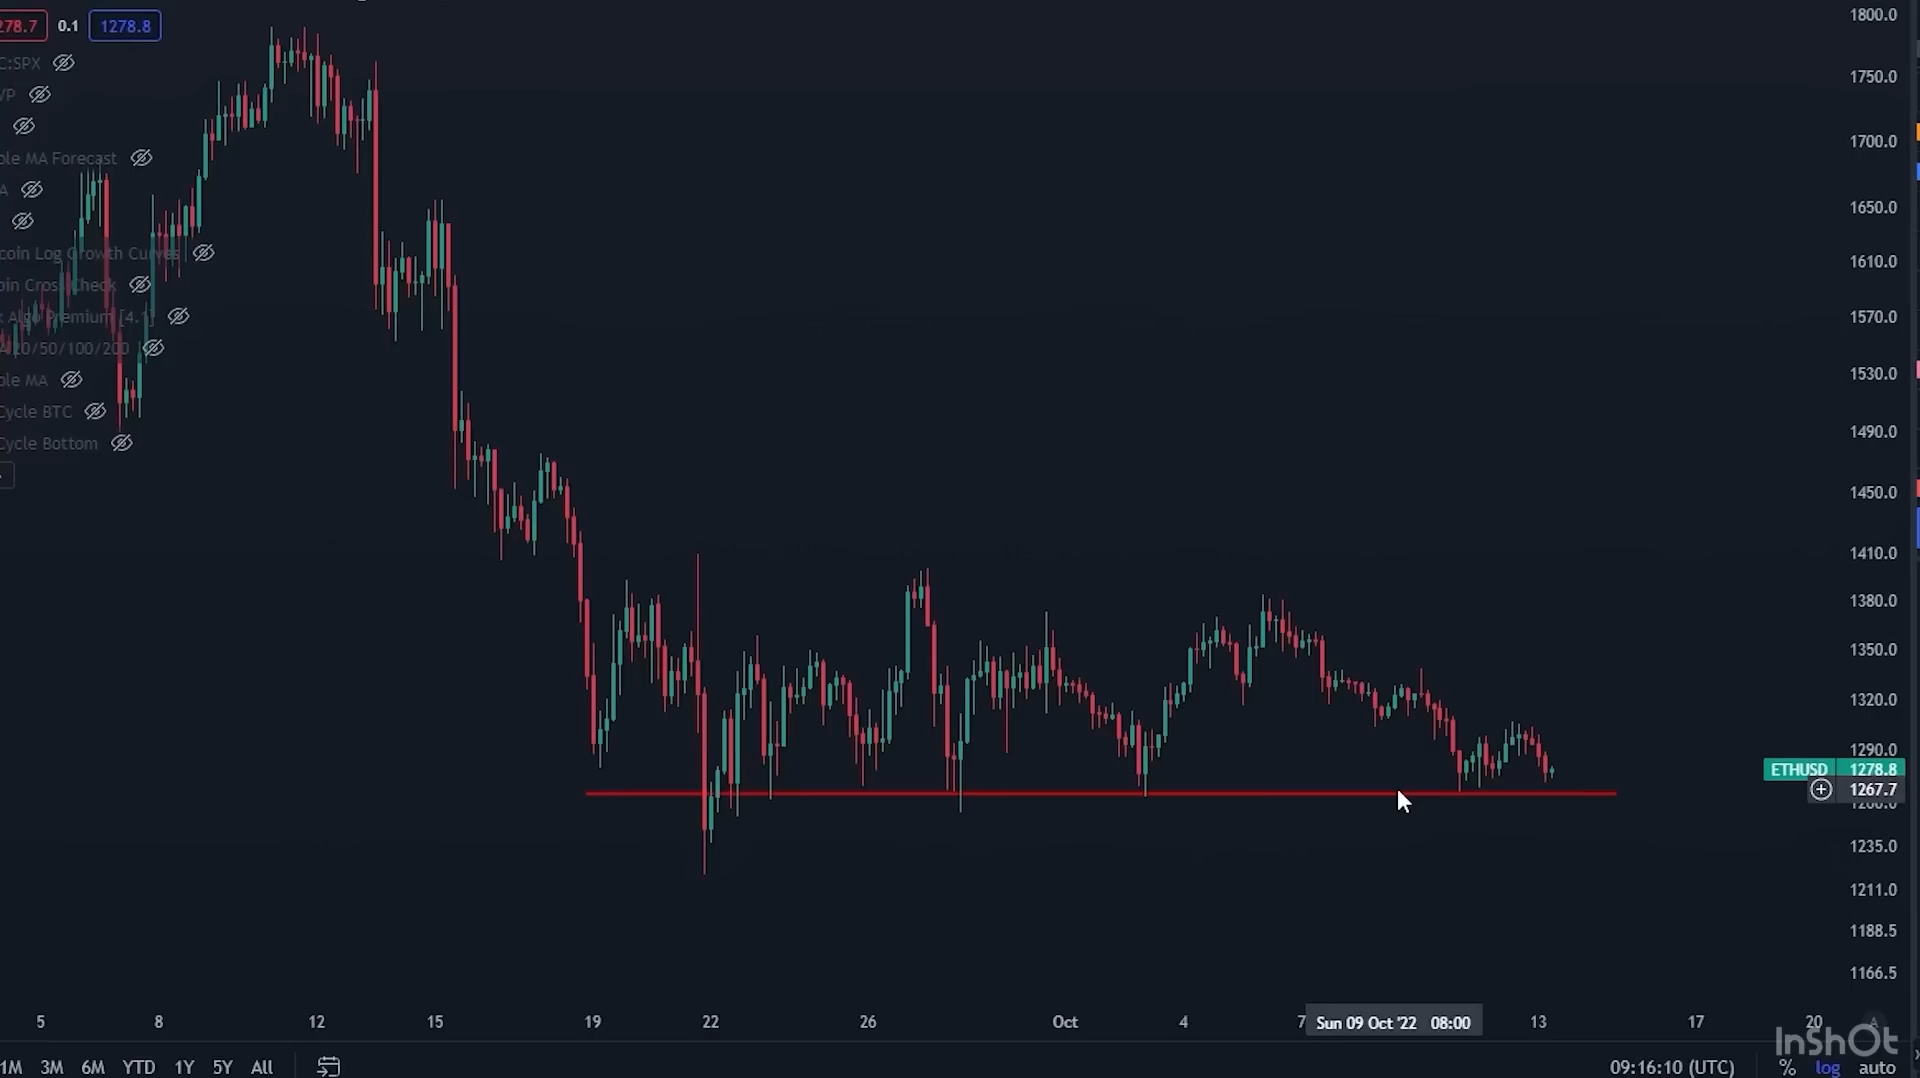 278.7 0.1 1278.8
C:SPX
VP
ole MA Forecast
A
coin Log Growth Curves
oin Cross Check
k Algo Premium [4.1]
A 20/50/100/200
ole MA
Cycle BTC
Cycle Bottom
1800.0
1750.0
1700.0
1650.0
1610.0
1570.0
1530.0
1490.0
1450.0
1410.0
1380.0
1350.0
1320.0
1290.0
ETHUSD 1278.8
1267.7
1260.0
1235.0
1211.0
1188.5
1166.5
5 8 12 15 19 22 26 Oct 4 7 Sun 09 Oct '22 08:00 13 17 20 A
InShOt
1M 3M 6M YTD 1Y 5Y All 09:16:10 (UTC) % log auto